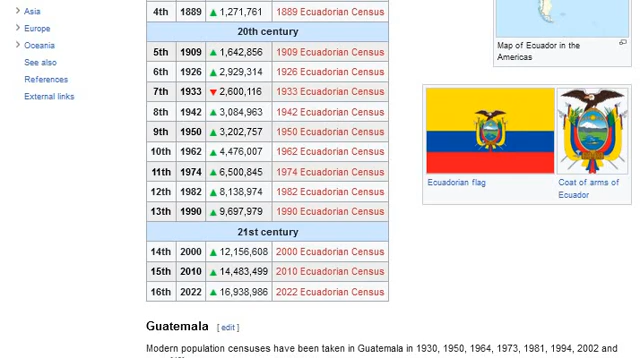 Asia
Europe
Oceania
See also
References
External links
4th 1889 ▲ 1,271,761 1889 Ecuadorian Census
20th century
5th 1909 ▲ 1,642,856 1909 Ecuadorian Census
6th 1926 ▲ 2,929,314 1926 Ecuadorian Census
7th 1933 ▼ 2,600,116 1933 Ecuadorian Census
8th 1942 ▲ 3,084,963 1942 Ecuadorian Census
9th 1950 ▲ 3,202,757 1950 Ecuadorian Census
10th 1962 ▲ 4,476,007 1962 Ecuadorian Census
11th 1974 ▲ 6,500,845 1974 Ecuadorian Census
12th 1982 ▲ 8,138,974 1982 Ecuadorian Census
13th 1990 ▲ 9,697,979 1990 Ecuadorian Census
21st century
14th 2000 ▲ 12,156,608 2000 Ecuadorian Census
15th 2010 ▲ 14,483,499 2010 Ecuadorian Census
16th 2022 ▲ 16,938,986 2022 Ecuadorian Census
Map of Ecuador in the
Americas
Ecuadorian flag
Coat of arms of
Ecuador
Guatemala [ edit ]
Modern population censuses have been taken in Guatemala in 1930, 1950, 1964, 1973, 1981, 1994, 2002 and